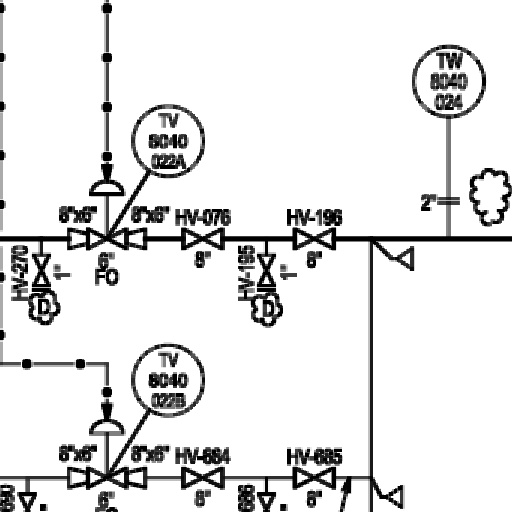 TW
8040
024
TV
8040
022A
2"
8"x6"
8"x6"
HV-076
HV-196
6"
FO
8"
8"
HV-270
1"
HV-195
1"
D
D
TV
8040
022B
8"x6"
8"x6"
HV-684
HV-685
6"
8"
8"